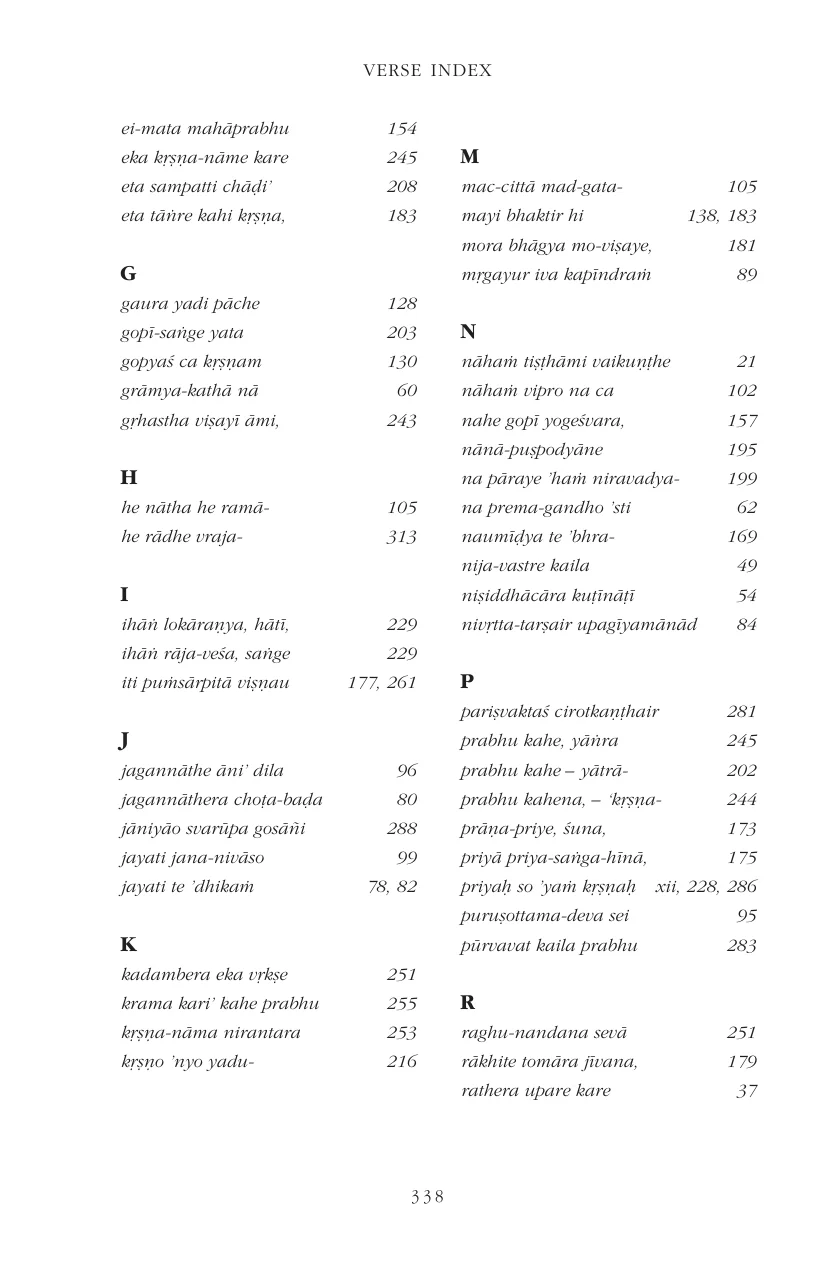 VERSE INDEX
ei-mata mahāprabhu 154
eka kṛṣṇa-nāme kare 245
eta sampatti chāḍi’ 208
eta tāṅre kahi kṛṣṇa, 183
G
gaura yadi pāche 128
gopī-saṅge yata 203
gopyaś ca kṛṣṇam 130
grāmya-kathā nā 60
gṛhastha viṣayī āmi, 243
H
he nātha he ramā- 105
he rādhe vraja- 313
I
ihāṅ lokāraṇya, hātī, 229
ihāṅ rāja-veśa, saṅge 229
iti puṁsārpitā viṣṇau 177, 261
J
jagannāthe āni’ dila 96
jagannāthera choṭa-baḍa 80
jāniyāo svarūpa gosāñi 288
jayati jana-nivāso 99
jayati te ’dhikaṁ 78, 82
K
kadambera eka vṛkṣe 251
krama kari’ kahe prabhu 255
kṛṣṇa-nāma nirantara 253
kṛṣṇo ’nyo yadu- 216
M
mac-cittā mad-gata- 105
mayi bhaktir hi 138, 183
mora bhāgya mo-viṣaye, 181
mṛgayur iva kapīndraṁ 89
N
nāhaṁ tiṣṭhāmi vaikuṇṭhe 21
nāhaṁ vipro na ca 102
nahe gopī yogeśvara, 157
nānā-puṣpodyāne 195
na pāraye ’haṁ niravadya- 199
na prema-gandho ’sti 62
naumīḍya te ’bhra- 169
nija-vastre kaila 49
niṣiddhācāra kuṭīnāṭī 54
nivṛtta-tarṣair upagīyamānād 84
P
pariṣvaktaś cirotkaṇṭhair 281
prabhu kahe, yāṅra 245
prabhu kahe – yātrā- 202
prabhu kahena, – ‘kṛṣṇa- 244
prāṇa-priye, śuna, 173
priyā priya-saṅga-hīnā, 175
priyaḥ so ’yaṁ kṛṣṇaḥ xii, 228, 286
puruṣottama-deva sei 95
pūrvavat kaila prabhu 283
R
raghu-nandana sevā 251
rākhite tomāra jīvana, 179
rathera upare kare 37
338